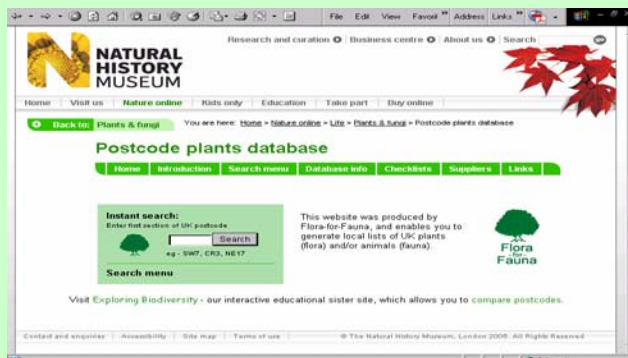 File Edit View Favorit " Address Links "
Research and curation Business centre About us Search
NATURAL
HISTORY
MUSEUM
Home Visit us Nature online Kids only Education Take part Buy online
Back to: Plants & fungi You are here: Home > Nature online > Life > Plants & fungi > Postcode plants database
Postcode plants database
Home Introduction Search menu Database info Checklists Suppliers Links
Instant search:
Enter first section of UK postcode
Search
eg - SW7, CR3, NE17
Search menu
This website was produced by
Flora-for-Fauna, and enables you to
generate local lists of UK plants
(flora) and/or animals (fauna).
Flora
-for-
Fauna
Visit Exploring Biodiversity - our interactive educational sister site, which allows you to compare postcodes.
Contact and enquiries Accessibility Site map Terms of use © The Natural History Museum, London 2005. All Rights Reserved